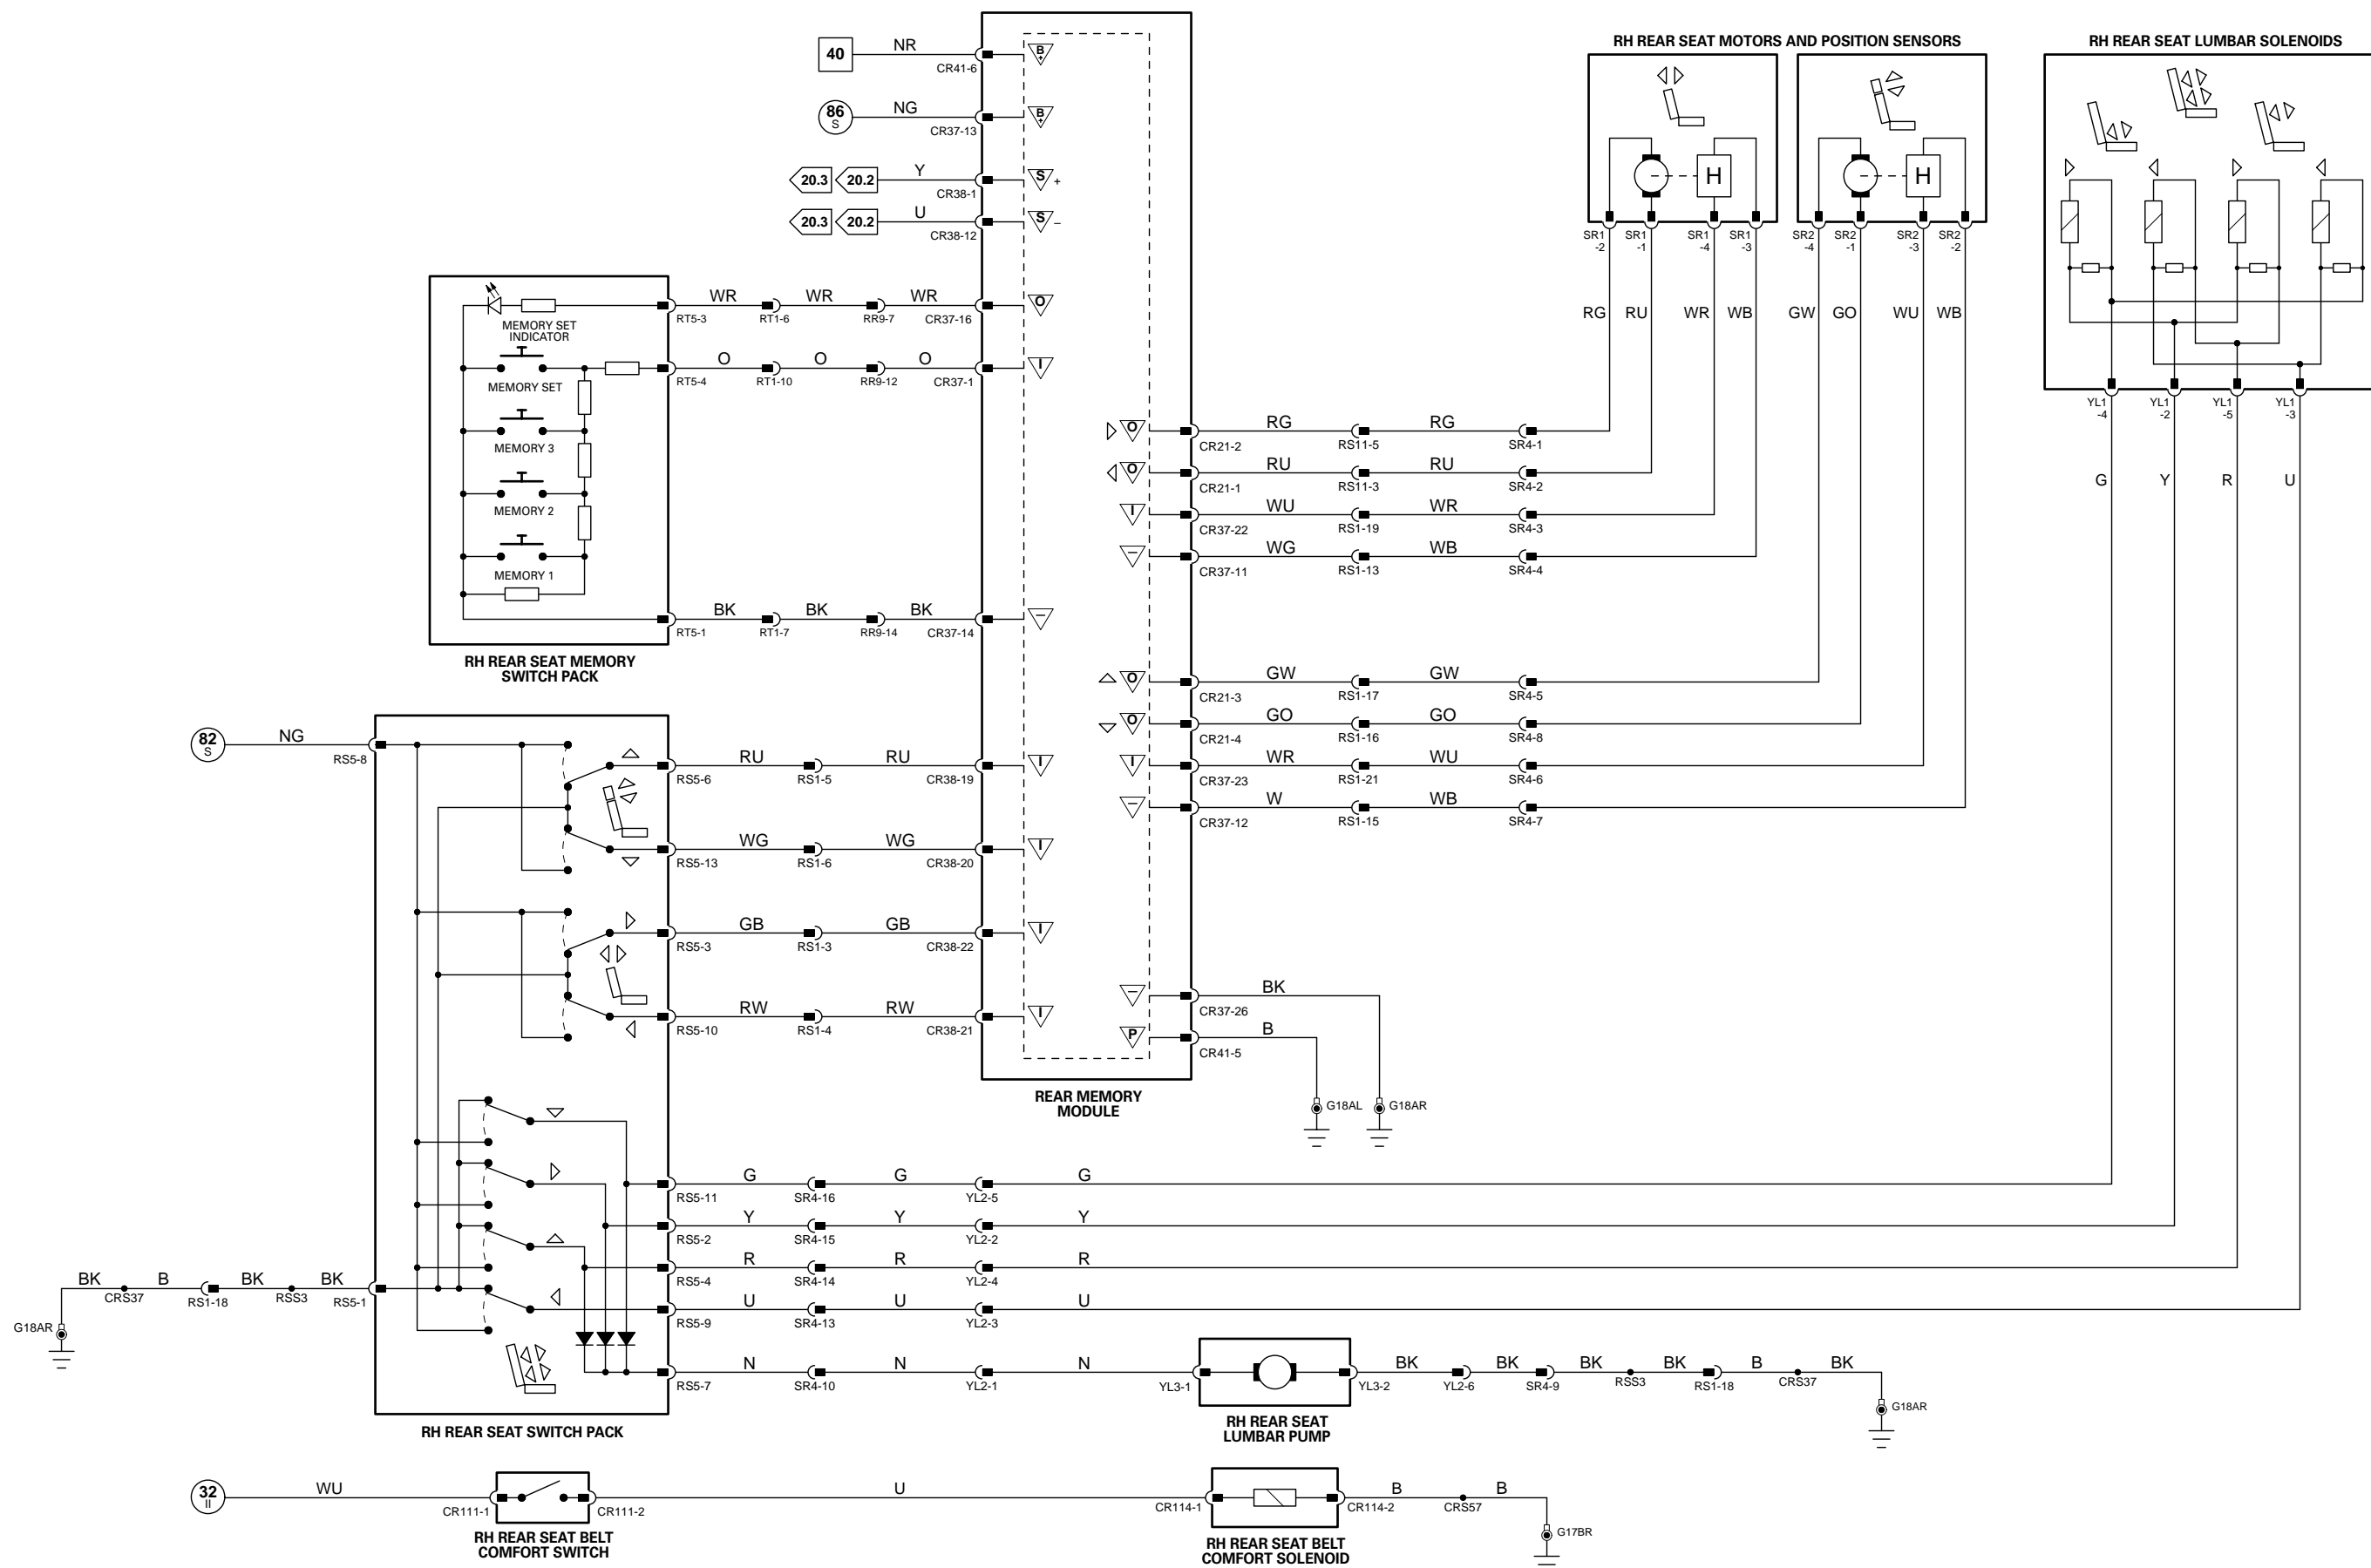 RH REAR SEAT MOTORS AND POSITION SENSORS
RH REAR SEAT LUMBAR SOLENOIDS
40 NR CR41-6 B+
86 S NG CR37-13 B+
20.3 20.2 Y CR38-1 S +
20.3 20.2 U CR38-12 S –
H H
SR1 -2 SR1 -1 SR1 -4 SR1 -3 SR2 -4 SR2 -1 SR2 -3 SR2 -2
RG RU WR WB GW GO WU WB
YL1 -4 YL1 -2 YL1 -5 YL1 -3
G Y R U
MEMORY SET
INDICATOR
RT5-3 WR RT1-6 WR RR9-7 WR CR37-16 O
MEMORY SET
RT5-4 O RT1-10 O RR9-12 O CR37-1 I
MEMORY 3
MEMORY 2
MEMORY 1
RT5-1 BK RT1-7 BK RR9-14 BK CR37-14 –
RH REAR SEAT MEMORY
SWITCH PACK
O CR21-2 RG RS11-5 RG SR4-1
O CR21-1 RU RS11-3 RU SR4-2
I CR37-22 WU RS1-19 WR SR4-3
– CR37-11 WG RS1-13 WB SR4-4
O CR21-3 GW RS1-17 GW SR4-5
O CR21-4 GO RS1-16 GO SR4-8
I CR37-23 WR RS1-21 WU SR4-6
– CR37-12 W RS1-15 WB SR4-7
82 S NG RS5-8
RS5-6 RU RS1-5 RU CR38-19 I
RS5-13 WG RS1-6 WG CR38-20 I
RS5-3 GB RS1-3 GB CR38-22 I
RS5-10 RW RS1-4 RW CR38-21 I
– CR37-26 BK
P CR41-5 B
G18AL G18AR
REAR MEMORY
MODULE
RS5-11 G SR4-16 G YL2-5 G
RS5-2 Y SR4-15 Y YL2-2 Y
RS5-4 R SR4-14 R YL2-4 R
RS5-9 U SR4-13 U YL2-3 U
G18AR BK CRS37 B RS1-18 BK RSS3 BK RS5-1
RS5-7 N SR4-10 N YL2-1 N YL3-1
YL3-2 BK YL2-6 BK SR4-9 BK RSS3 BK RS1-18 B CRS37 BK G18AR
RH REAR SEAT SWITCH PACK
RH REAR SEAT
LUMBAR PUMP
32 II WU CR111-1 CR111-2 U CR114-1 CR114-2 B CRS57 B G17BR
RH REAR SEAT BELT
COMFORT SWITCH
RH REAR SEAT BELT
COMFORT SOLENOID